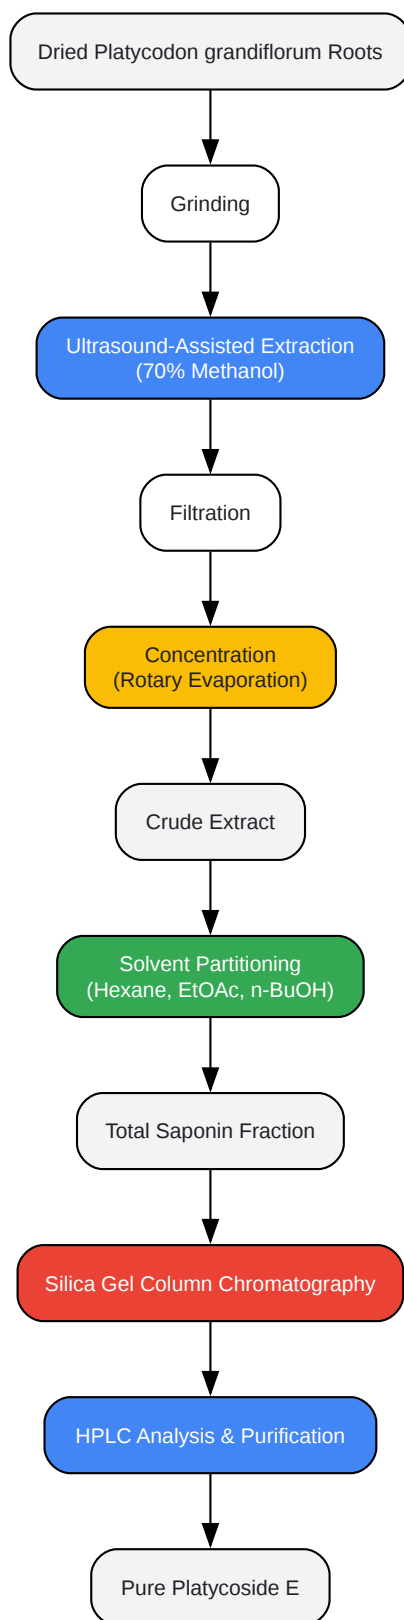 Dried Platycodon grandiflorum Roots
Grinding
Ultrasound-Assisted Extraction
(70% Methanol)
Filtration
Concentration
(Rotary Evaporation)
Crude Extract
Solvent Partitioning
(Hexane, EtOAc, n-BuOH)
Total Saponin Fraction
Silica Gel Column Chromatography
HPLC Analysis & Purification
Pure Platycoside E